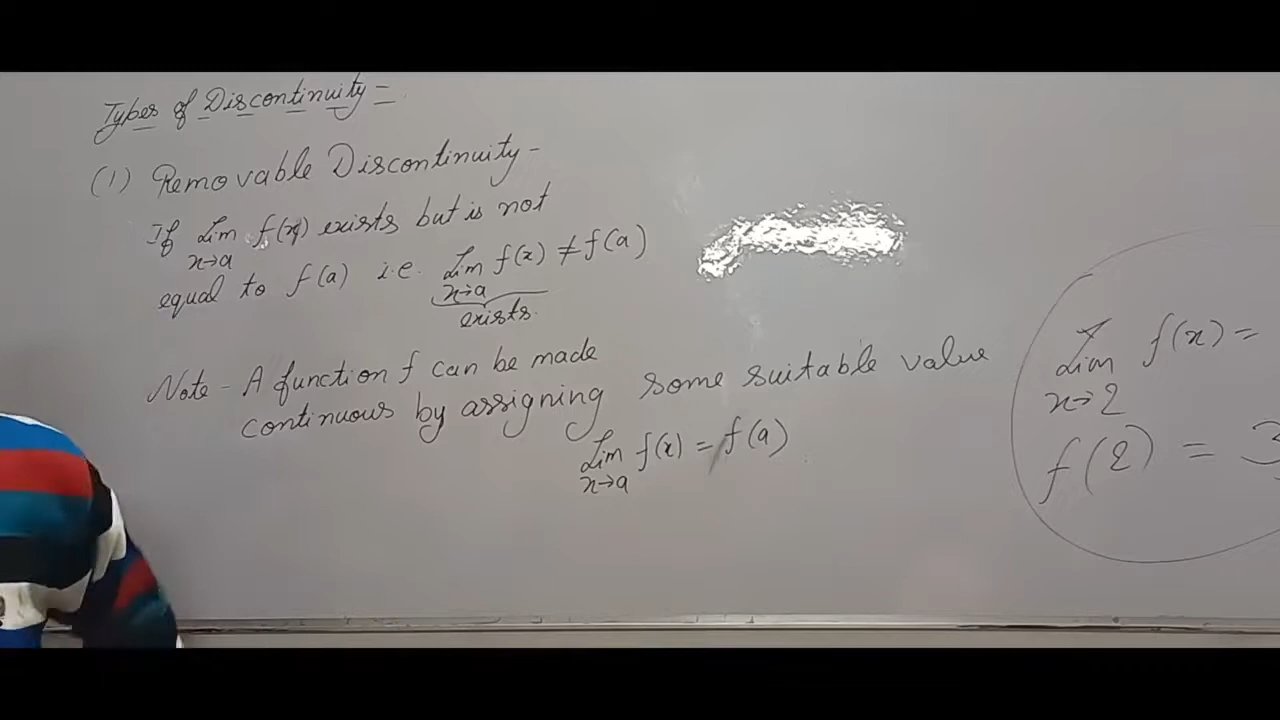 Types of Discontinuity =
(1) Removable Discontinuity -
If Lim f(x) exists but is not
x→a
equal to f(a) i.e. Lim f(x) ≠ f(a)
x→a
exists.
Note - A function f can be made
continuous by assigning some suitable value
Lim f(x) = f(a)
x→a
Lim f(x) =
x→2
f(2) = 3